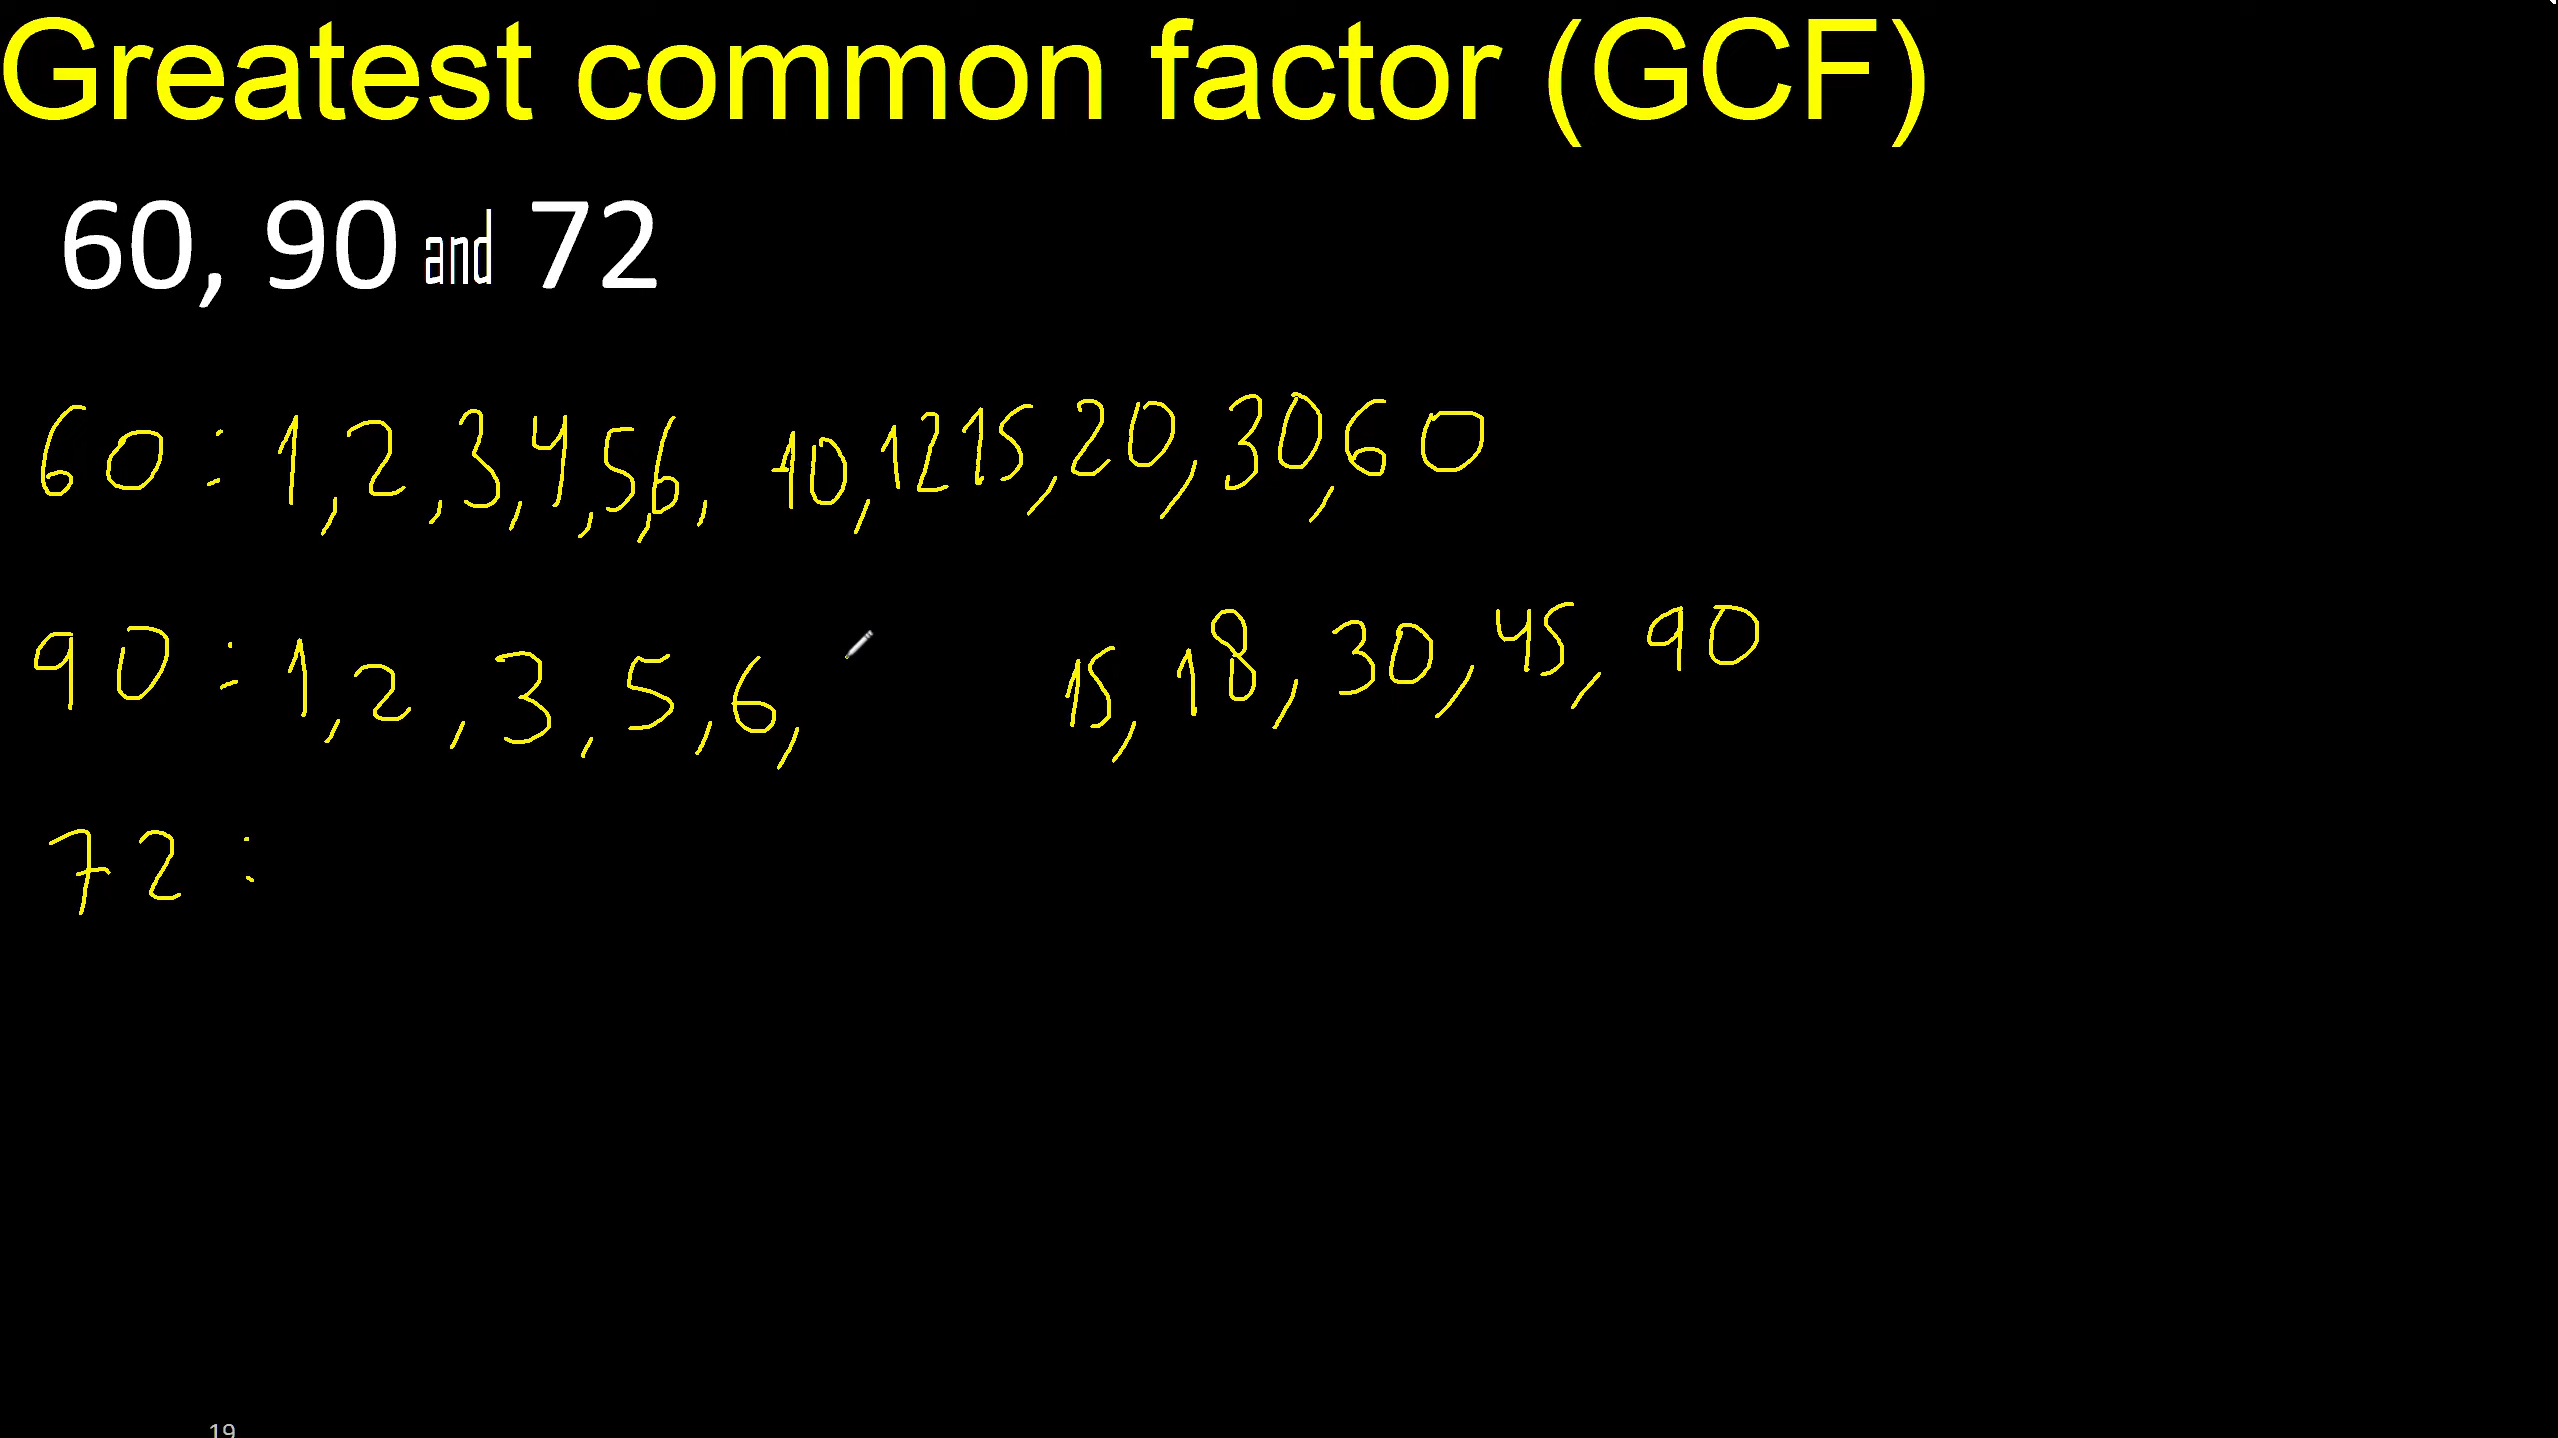 Greatest common factor (GCF)
60, 90 and 72
60 : 1, 2, 3, 4, 5, 6, 10, 12 15, 20, 30, 60
90 : 1, 2, 3, 5, 6, 15, 18, 30, 45, 90
72 :
19